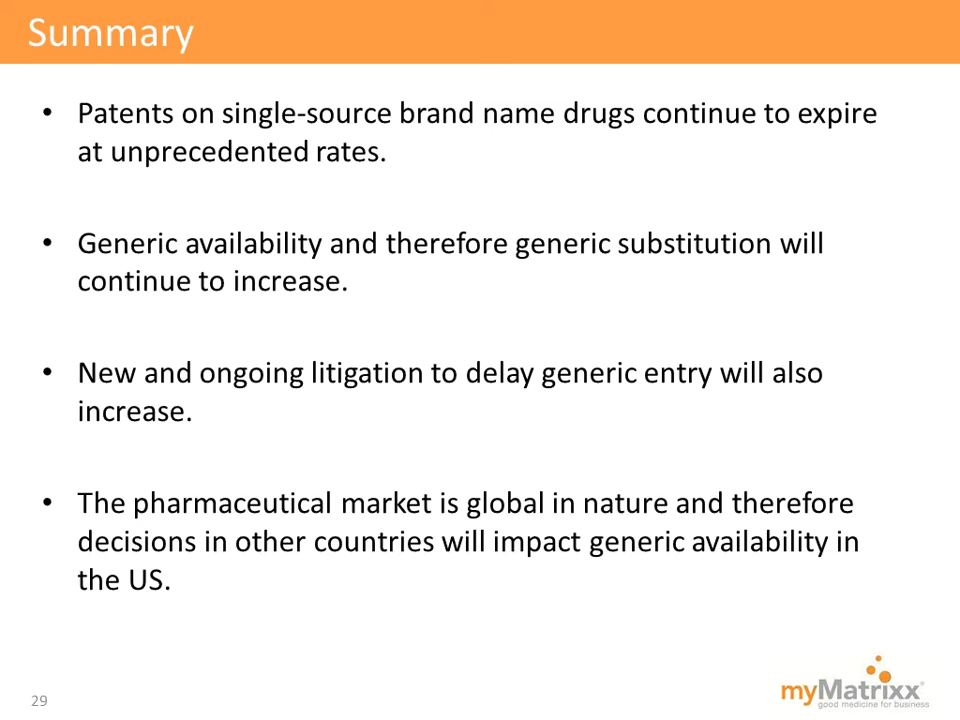 Summary
• Patents on single-source brand name drugs continue to expire
at unprecedented rates.
• Generic availability and therefore generic substitution will
continue to increase.
• New and ongoing litigation to delay generic entry will also
increase.
• The pharmaceutical market is global in nature and therefore
decisions in other countries will impact generic availability in
the US.
29
myMatrixx®
good medicine for business